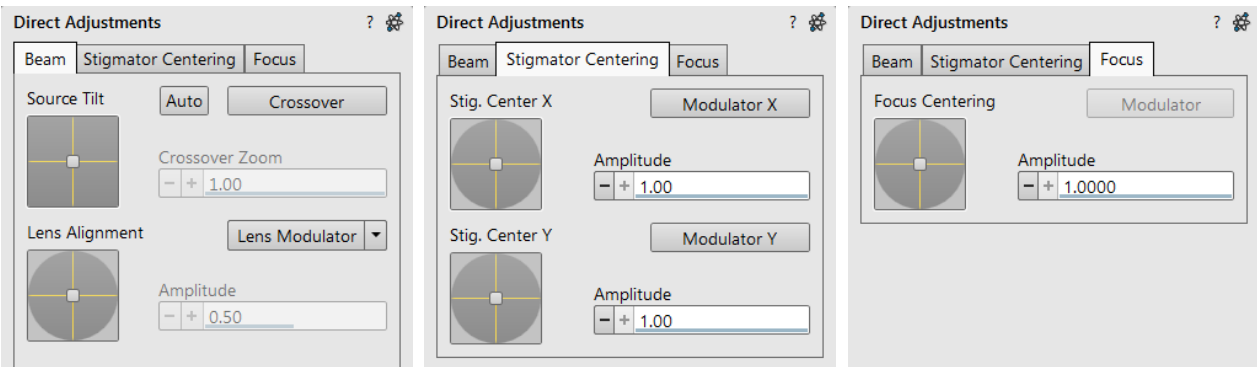 Direct Adjustments ?
Beam Stigmator Centering Focus
Source Tilt Auto Crossover
Crossover Zoom
- + 1.00
Lens Alignment Lens Modulator
Amplitude
- + 0.50
Direct Adjustments ?
Beam Stigmator Centering Focus
Stig. Center X Modulator X
Amplitude
- + 1.00
Stig. Center Y Modulator Y
Amplitude
- + 1.00
Direct Adjustments ?
Beam Stigmator Centering Focus
Focus Centering Modulator
Amplitude
- + 1.0000